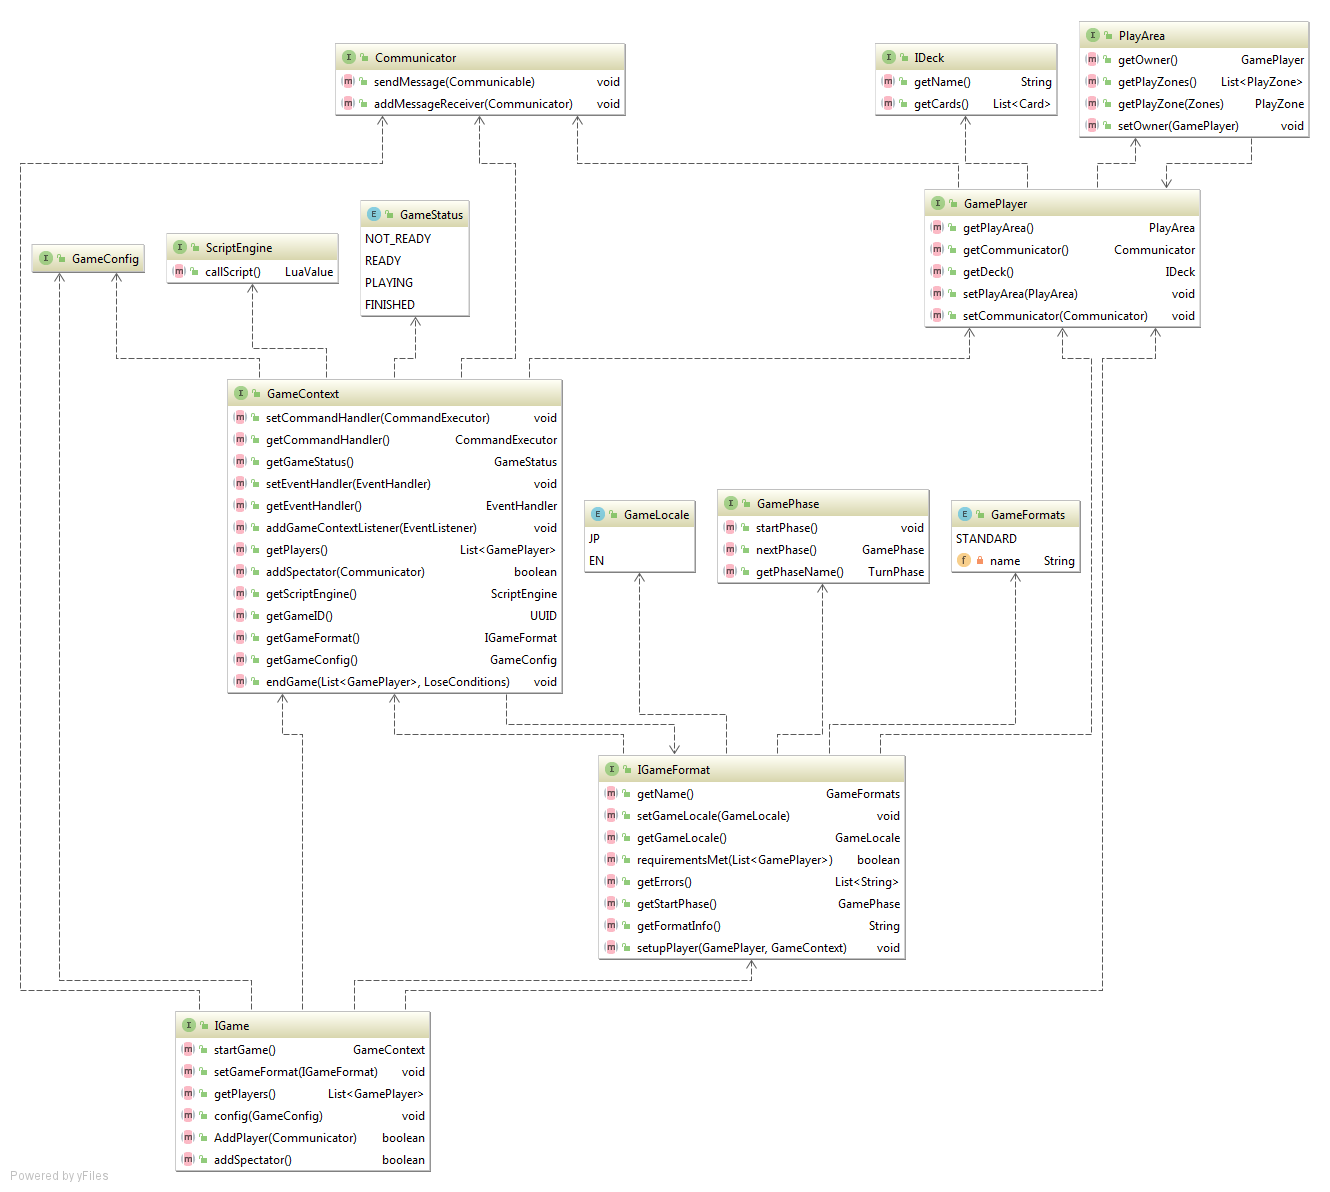 Communicator
sendMessage(Communicable) void
addMessageReceiver(Communicator) void
IDeck
getName() String
getCards() List<Card>
PlayArea
getOwner() GamePlayer
getPlayZones() List<PlayZone>
getPlayZone(Zones) PlayZone
setOwner(GamePlayer) void
GamePlayer
getPlayArea() PlayArea
getCommunicator() Communicator
getDeck() IDeck
setPlayArea(PlayArea) void
setCommunicator(Communicator) void
GameConfig
ScriptEngine
callScript() LuaValue
GameStatus
NOT_READY
READY
PLAYING
FINISHED
GameContext
setCommandHandler(CommandExecutor) void
getCommandHandler() CommandExecutor
getGameStatus() GameStatus
setEventHandler(EventHandler) void
getEventHandler() EventHandler
addGameContextListener(EventListener) void
getPlayers() List<GamePlayer>
addSpectator(Communicator) boolean
getScriptEngine() ScriptEngine
getGameID() UUID
getGameFormat() IGameFormat
getGameConfig() GameConfig
endGame(List<GamePlayer>, LoseConditions) void
GameLocale
JP
EN
GamePhase
startPhase() void
nextPhase() GamePhase
getPhaseName() TurnPhase
GameFormats
STANDARD
name String
IGameFormat
getName() GameFormats
setGameLocale(GameLocale) void
getGameLocale() GameLocale
requirementsMet(List<GamePlayer>) boolean
getErrors() List<String>
getStartPhase() GamePhase
getFormatInfo() String
setupPlayer(GamePlayer, GameContext) void
IGame
startGame() GameContext
setGameFormat(IGameFormat) void
getPlayers() List<GamePlayer>
config(GameConfig) void
AddPlayer(Communicator) boolean
addSpectator() boolean
Powered by yFiles